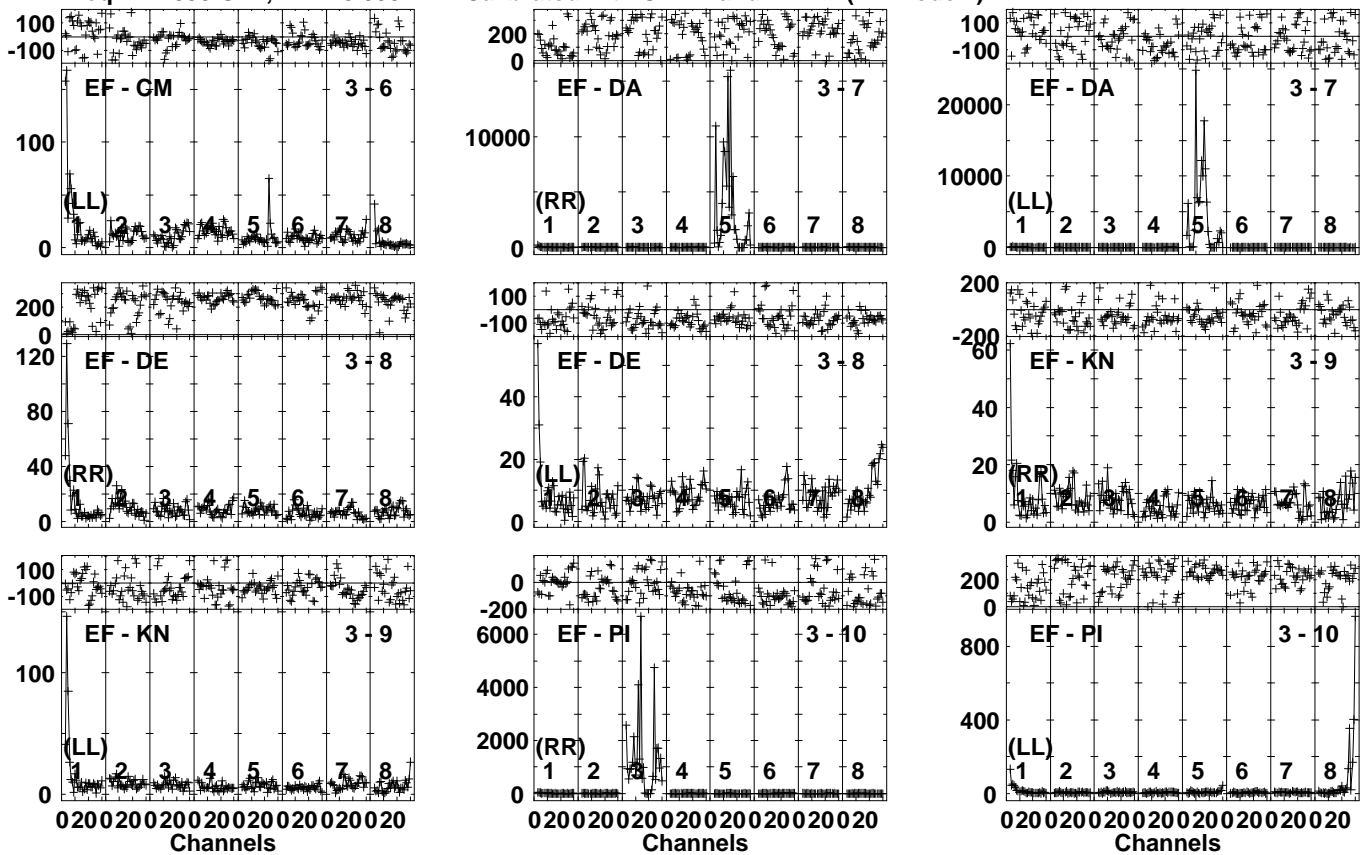 100
-100
EF - CM 3 - 6
100
(LL)
1 2 3 4 5 6 7 8
0
200
0
EF - DA 3 - 7
10000
(RR)
1 2 3 4 5 6 7 8
0
100
-100
EF - DA 3 - 7
20000
10000
(LL)
1 2 3 4 5 6 7 8
0
200
0
EF - DE 3 - 8
120
80
40
(RR)
1 2 3 4 5 6 7 8
0
100
-100
EF - DE 3 - 8
40
20
(LL)
1 2 3 4 5 6 7 8
0
200
-200
EF - KN 3 - 9
60
40
20
(RR)
1 2 3 4 5 6 7 8
0
100
-100
EF - KN 3 - 9
100
(LL)
1 2 3 4 5 6 7 8
0
020020020020020020020020
Channels
0
-200
EF - PI 3 - 10
6000
4000
2000
(RR)
1 2 3 4 5 6 7 8
0
020020020020020020020020
Channels
200
0
EF - PI 3 - 10
800
400
(LL)
1 2 3 4 5 6 7 8
0
020020020020020020020020
Channels